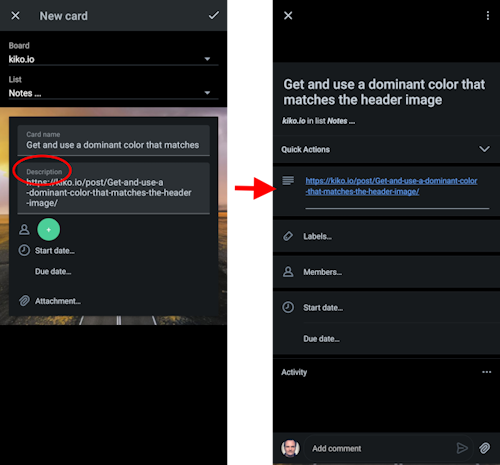 New card
Board
kiko.io
List
Notes ...
Card name
Get and use a dominant color that matches
Description
https://kiko.io/post/Get-and-use-a
-dominant-color-that-matches-the-header
-image/
+
Start date...
Due date...
Attachment...
Get and use a dominant color that
matches the header image
kiko.io in list Notes ...
Quick Actions
https://kiko.io/post/Get-and-use-a-dominant-color
-that-matches-the-header-image/
Labels...
Members...
Start date...
Due date...
Activity
Add comment